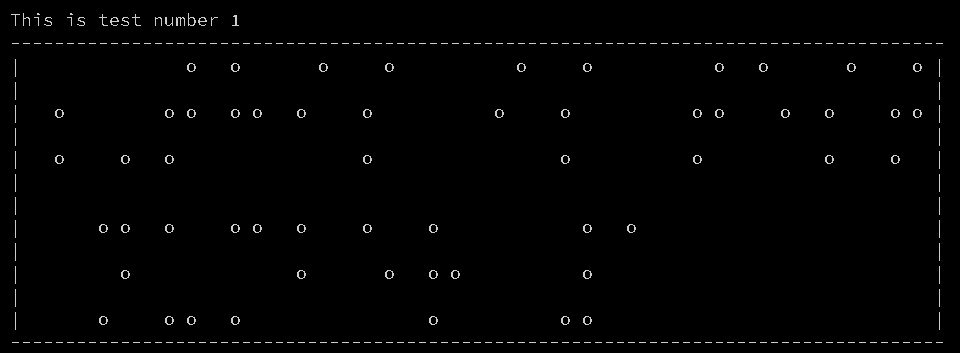 This is test number 1
-------------------------------------------------------------------------------------
|               o   o       o     o           o     o           o   o       o     o |
|                                                                                   |
|   o         o o   o o   o     o           o     o           o o     o   o     o o |
|                                                                                   |
|   o     o   o                 o                 o           o           o     o   |
|                                                                                   |
|                                                                                   |
|       o o   o     o o   o     o     o             o   o                           |
|                                                                                   |
|         o               o       o   o o           o                               |
|                                                                                   |
|       o     o o   o                 o           o o                               |
-------------------------------------------------------------------------------------